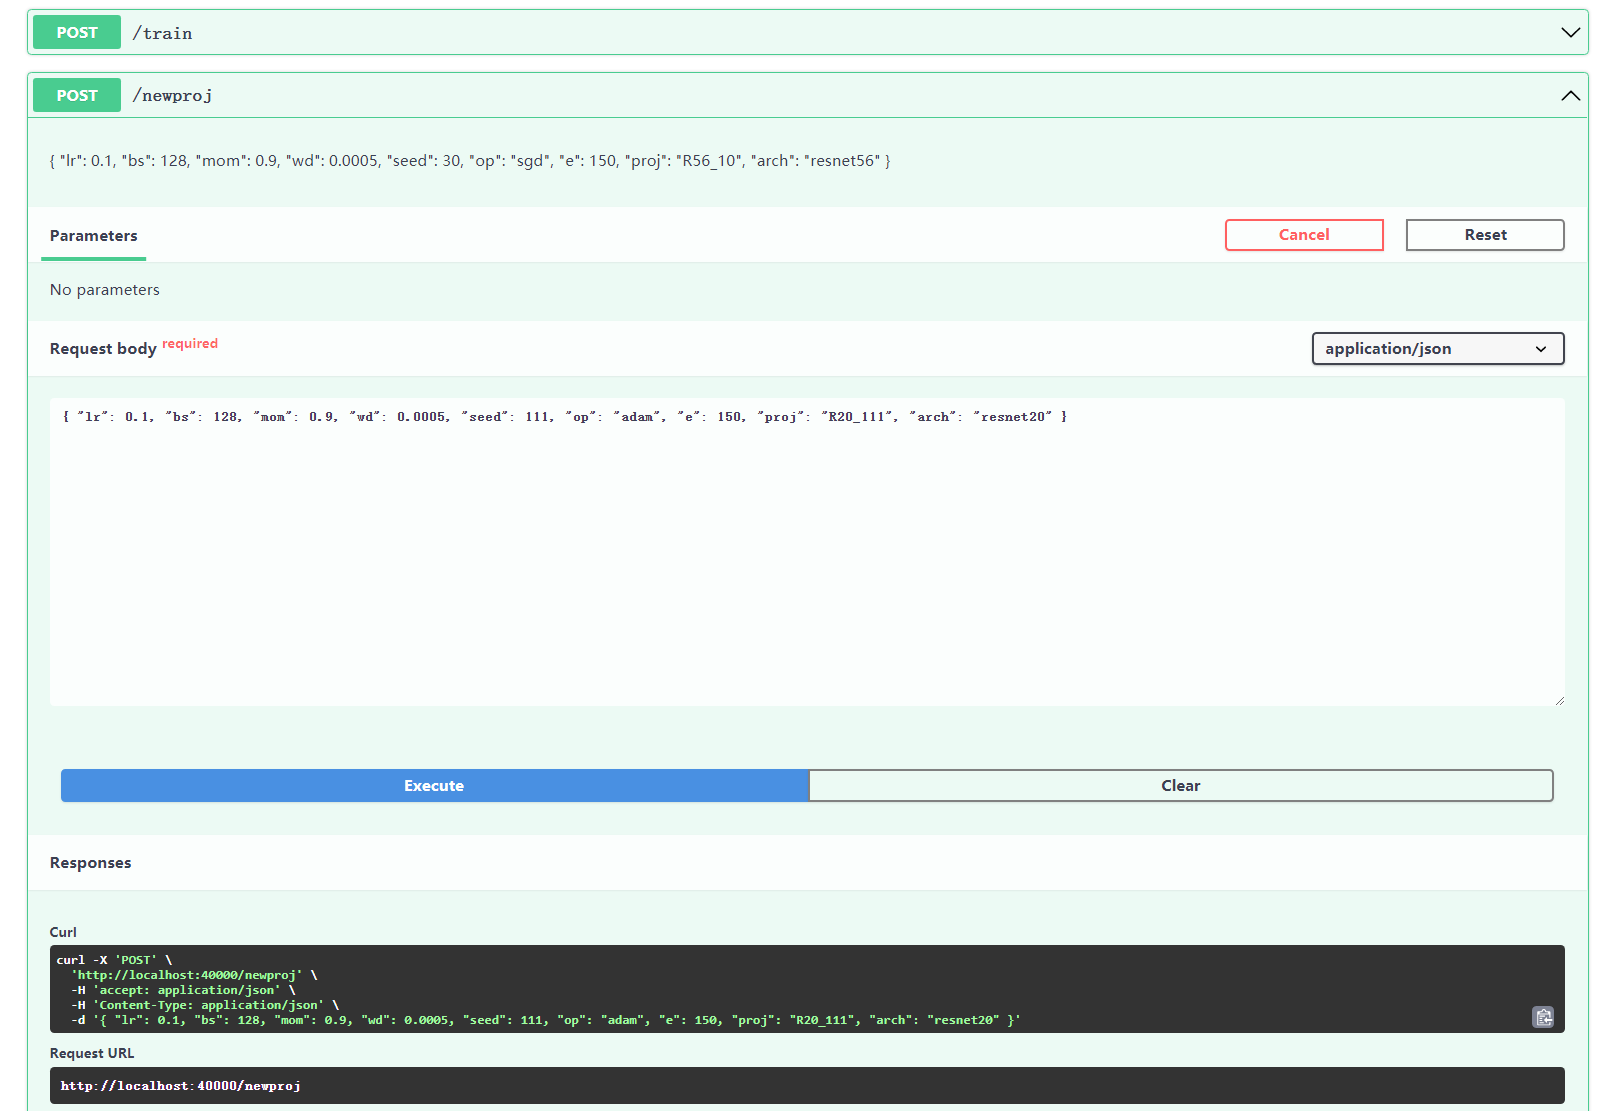 POST /train
POST /newproj
{ "lr": 0.1, "bs": 128, "mom": 0.9, "wd": 0.0005, "seed": 30, "op": "sgd", "e": 150, "proj": "R56_10", "arch": "resnet56" }
Parameters Cancel Reset
No parameters
Request body required application/json
{ "lr": 0.1, "bs": 128, "mom": 0.9, "wd": 0.0005, "seed": 111, "op": "adam", "e": 150, "proj": "R20_111", "arch": "resnet20" }
Execute Clear
Responses
Curl
curl -X 'POST' \
'http://localhost:40000/newproj' \
-H 'accept: application/json' \
-H 'Content-Type: application/json' \
-d '{ "lr": 0.1, "bs": 128, "mom": 0.9, "wd": 0.0005, "seed": 111, "op": "adam", "e": 150, "proj": "R20_111", "arch": "resnet20" }'
Request URL
http://localhost:40000/newproj